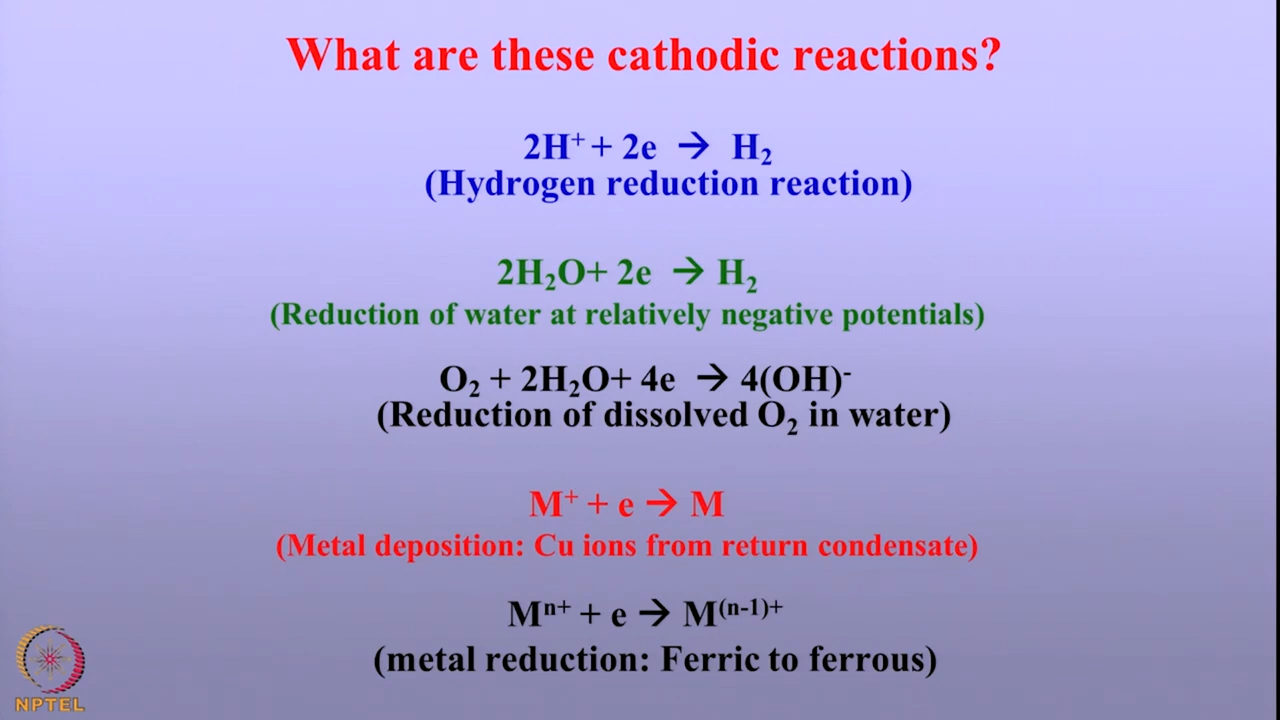 What are these cathodic reactions?
2H⁺ + 2e → H₂
(Hydrogen reduction reaction)
2H₂O+ 2e → H₂
(Reduction of water at relatively negative potentials)
O₂ + 2H₂O+ 4e → 4(OH)⁻
(Reduction of dissolved O₂ in water)
M⁺ + e → M
(Metal deposition: Cu ions from return condensate)
Mⁿ⁺ + e → M⁽ⁿ⁻¹⁾⁺
(metal reduction: Ferric to ferrous)
NPTEL